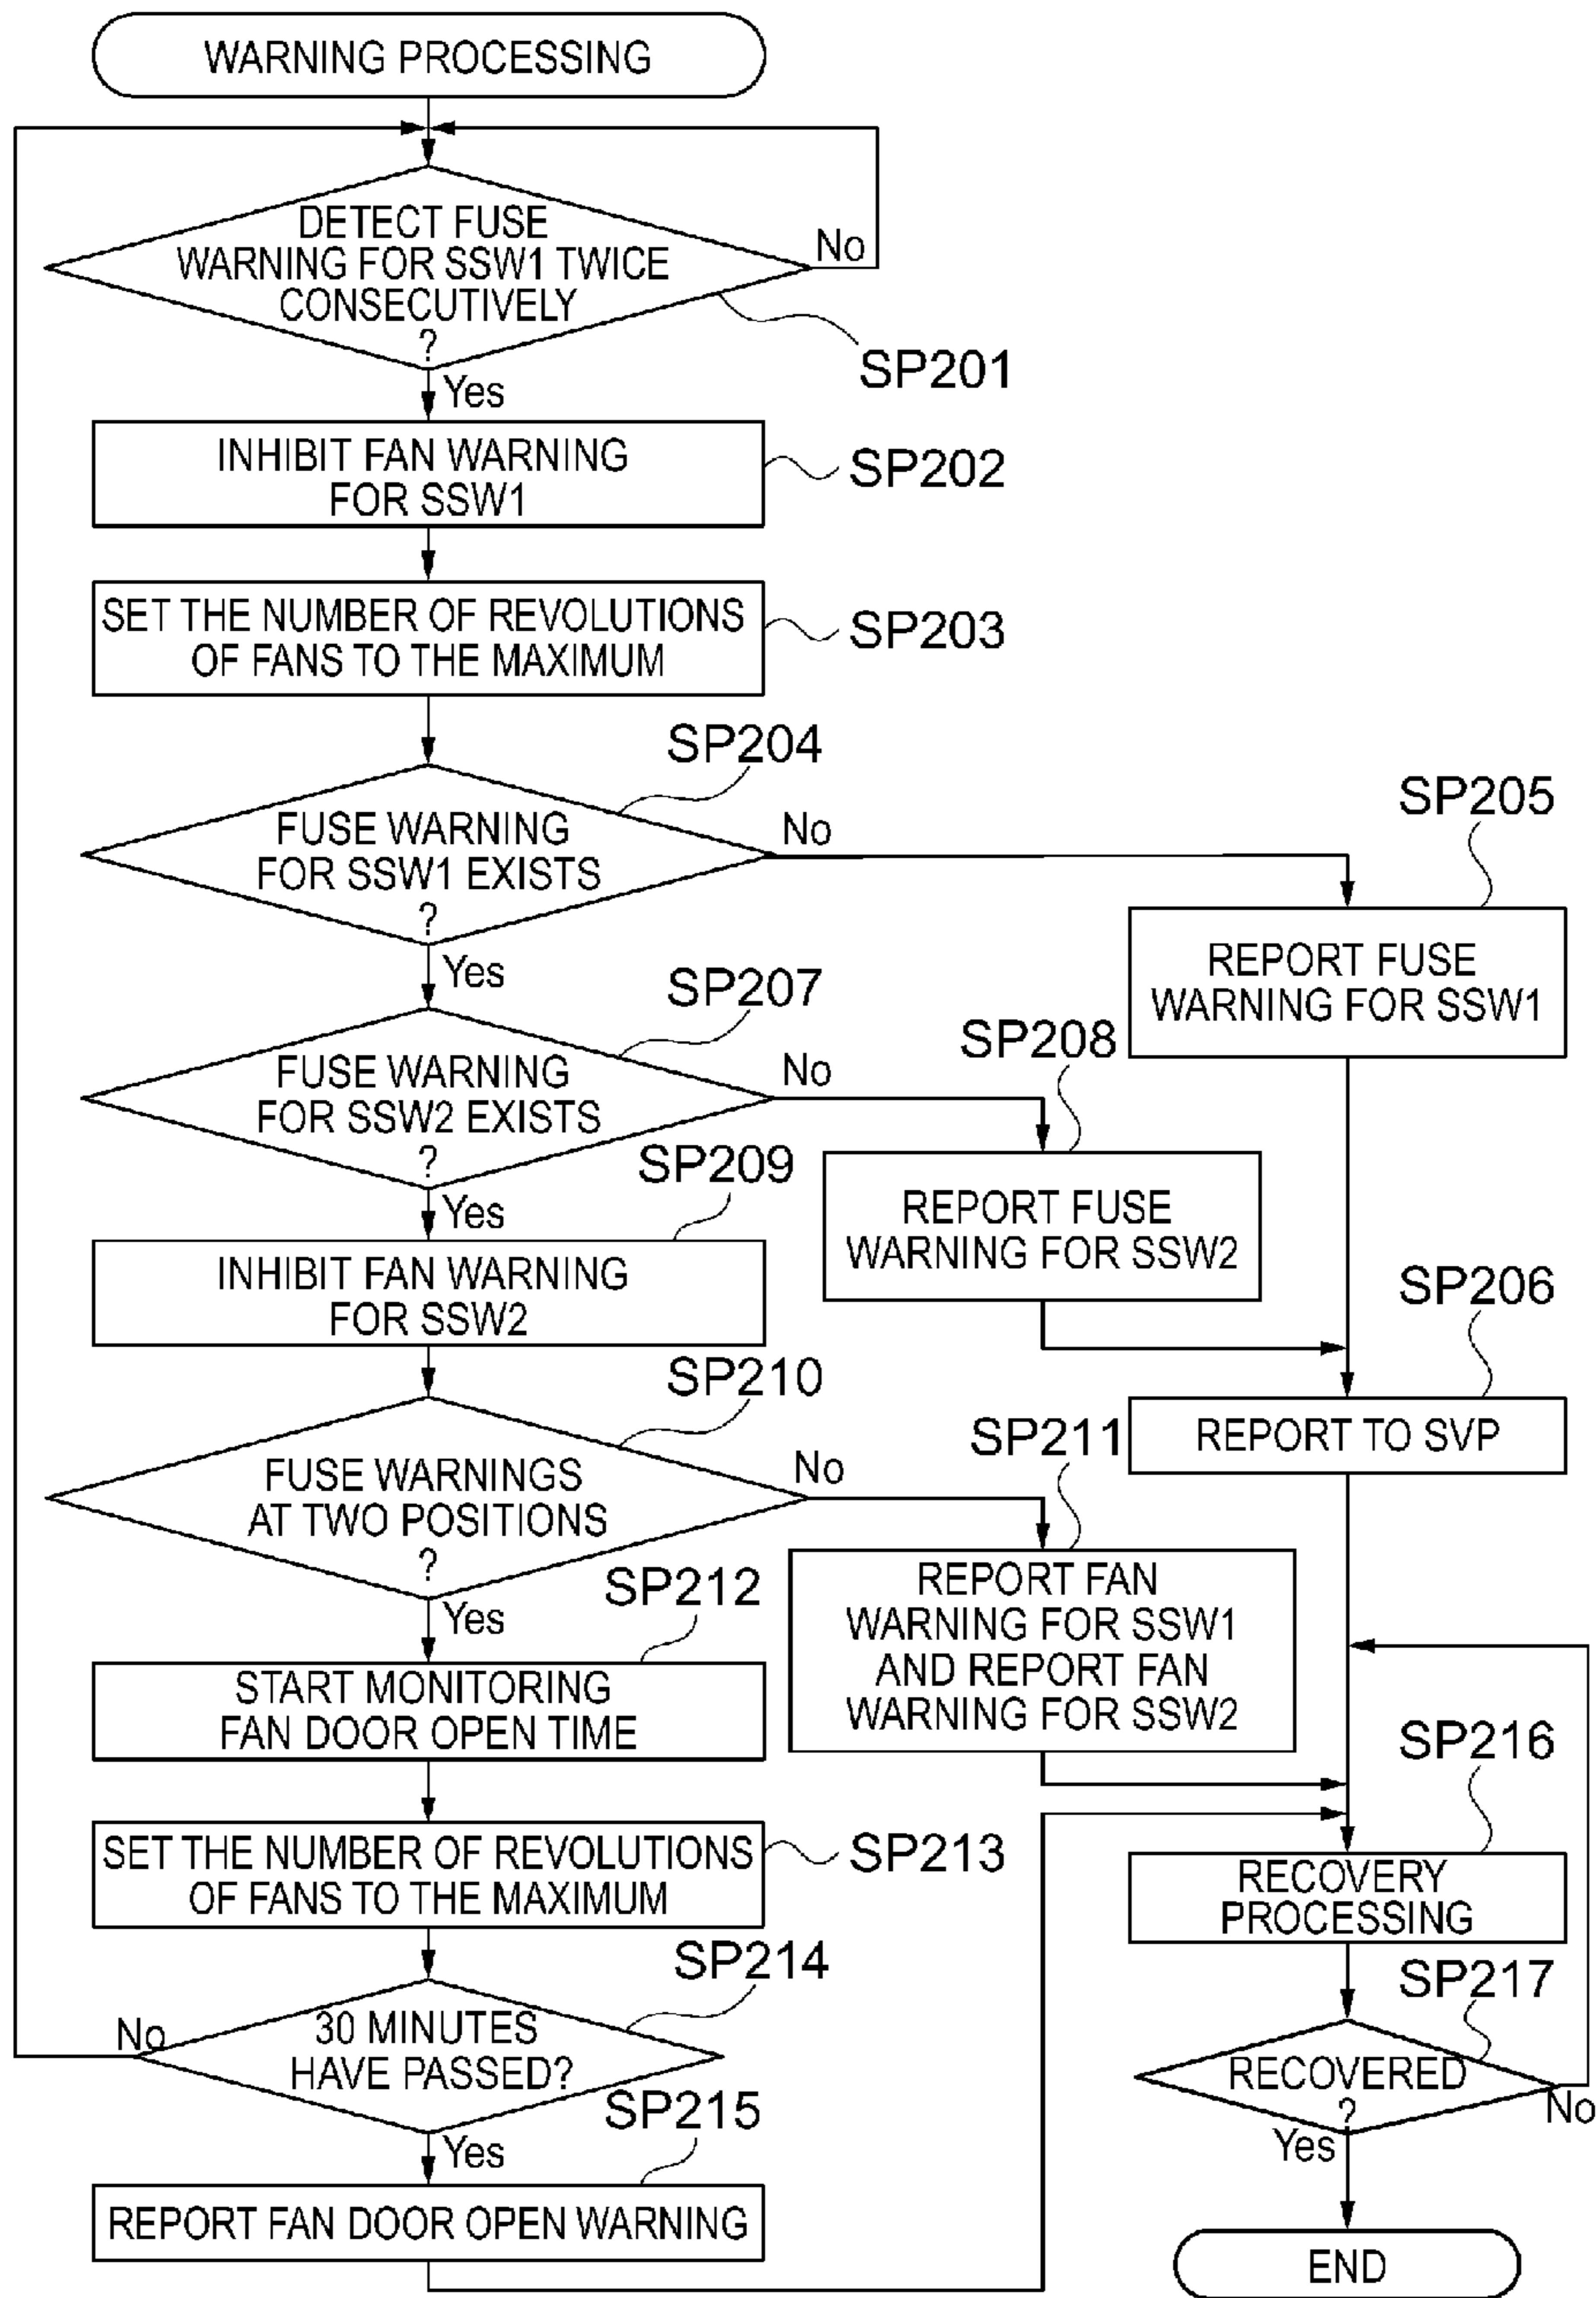 WARNING PROCESSING
DETECT FUSE
WARNING FOR SSW1 TWICE
CONSECUTIVELY
?
No
SP201
Yes
INHIBIT FAN WARNING
FOR SSW1
SP202
SET THE NUMBER OF REVOLUTIONS
OF FANS TO THE MAXIMUM
SP203
SP204
FUSE WARNING
FOR SSW1 EXISTS
?
No
Yes
SP205
REPORT FUSE
WARNING FOR SSW1
SP207
FUSE WARNING
FOR SSW2 EXISTS
?
No
Yes
SP208
REPORT FUSE
WARNING FOR SSW2
SP209
INHIBIT FAN WARNING
FOR SSW2
SP206
REPORT TO SVP
SP210
FUSE WARNINGS
AT TWO POSITIONS
?
No
Yes
SP211
REPORT FAN
WARNING FOR SSW1
AND REPORT FAN
WARNING FOR SSW2
SP212
START MONITORING
FAN DOOR OPEN TIME
SET THE NUMBER OF REVOLUTIONS
OF FANS TO THE MAXIMUM
SP213
SP214
30 MINUTES
HAVE PASSED?
No
Yes
SP215
REPORT FAN DOOR OPEN WARNING
SP216
RECOVERY
PROCESSING
SP217
RECOVERED
?
No
Yes
END